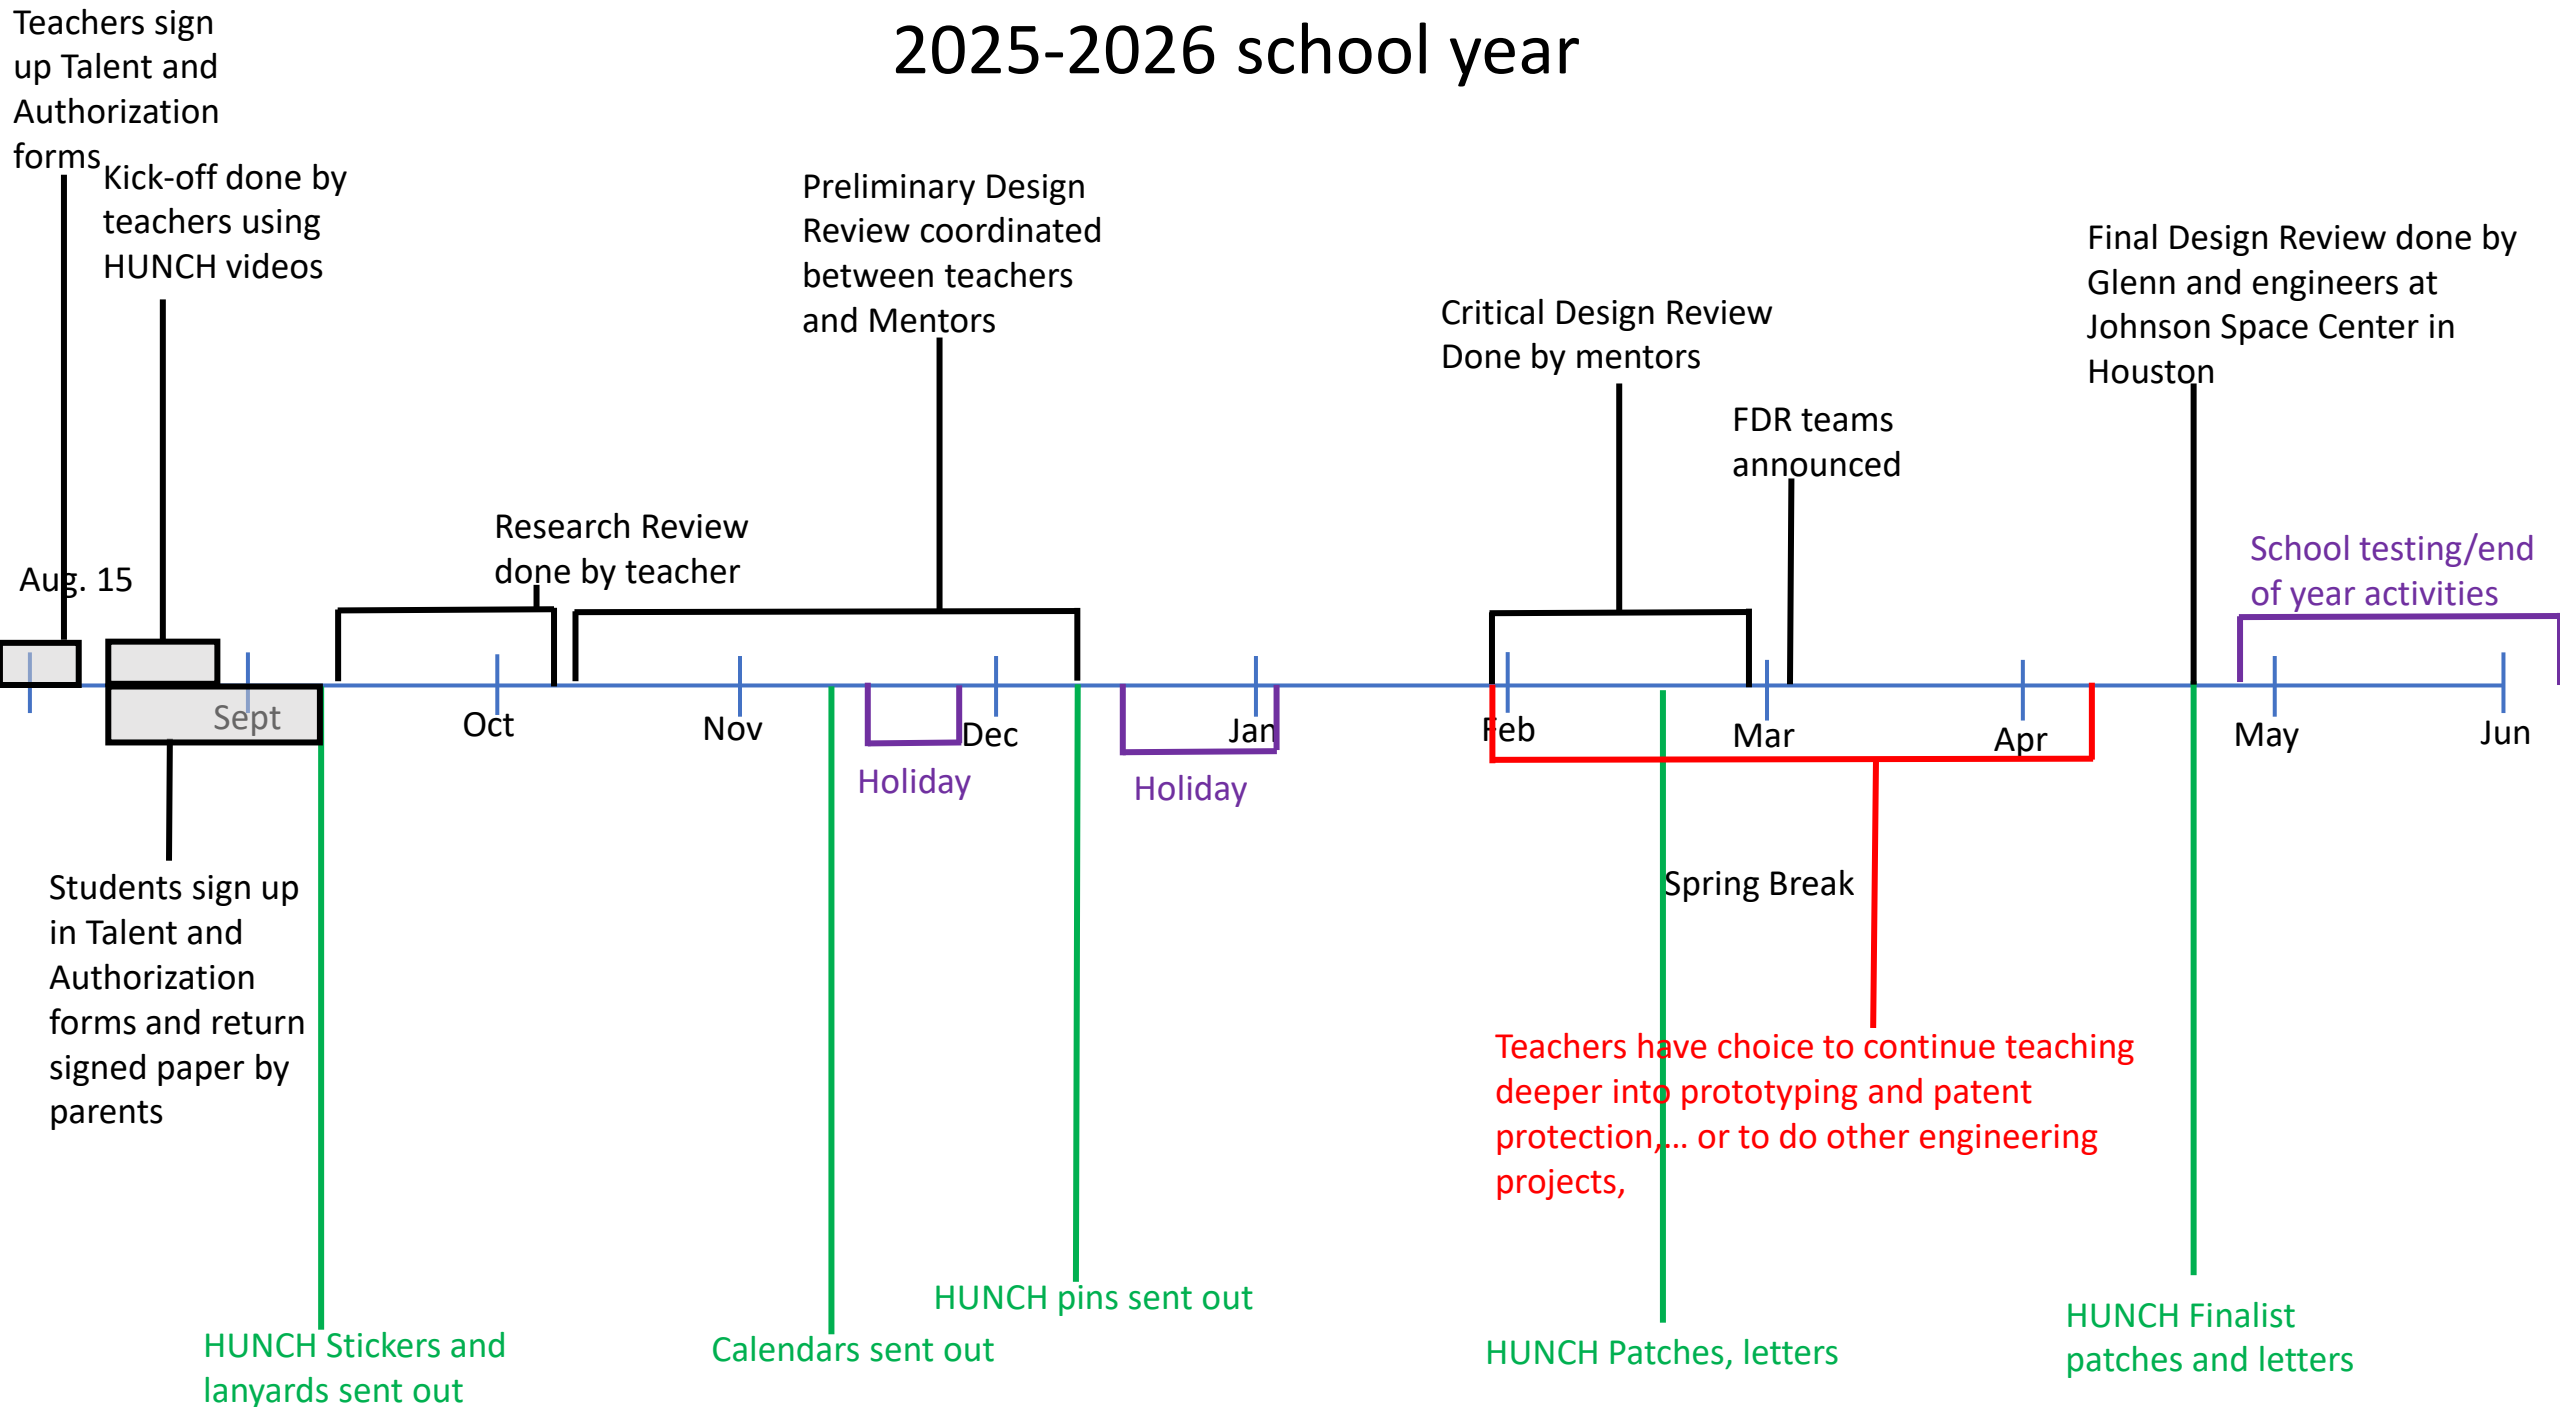 Teachers sign
up Talent and
Authorization
forms
2025-2026 school year
Kick-off done by
teachers using
HUNCH videos
Preliminary Design
Review coordinated
between teachers
and Mentors
Critical Design Review
Done by mentors
FDR teams
announced
Final Design Review done by
Glenn and engineers at
Johnson Space Center in
Houston
Research Review
done by teacher
School testing/end
of year activities
Aug. 15
Sept
Oct
Nov
Dec
Jan
Feb
Mar
Apr
May
Jun
Holiday
Holiday
Spring Break
Students sign up
in Talent and
Authorization
forms and return
signed paper by
parents
Teachers have choice to continue teaching
deeper into prototyping and patent
protection,... or to do other engineering
projects,
HUNCH Stickers and
lanyards sent out
Calendars sent out
HUNCH pins sent out
HUNCH Patches, letters
HUNCH Finalist
patches and letters